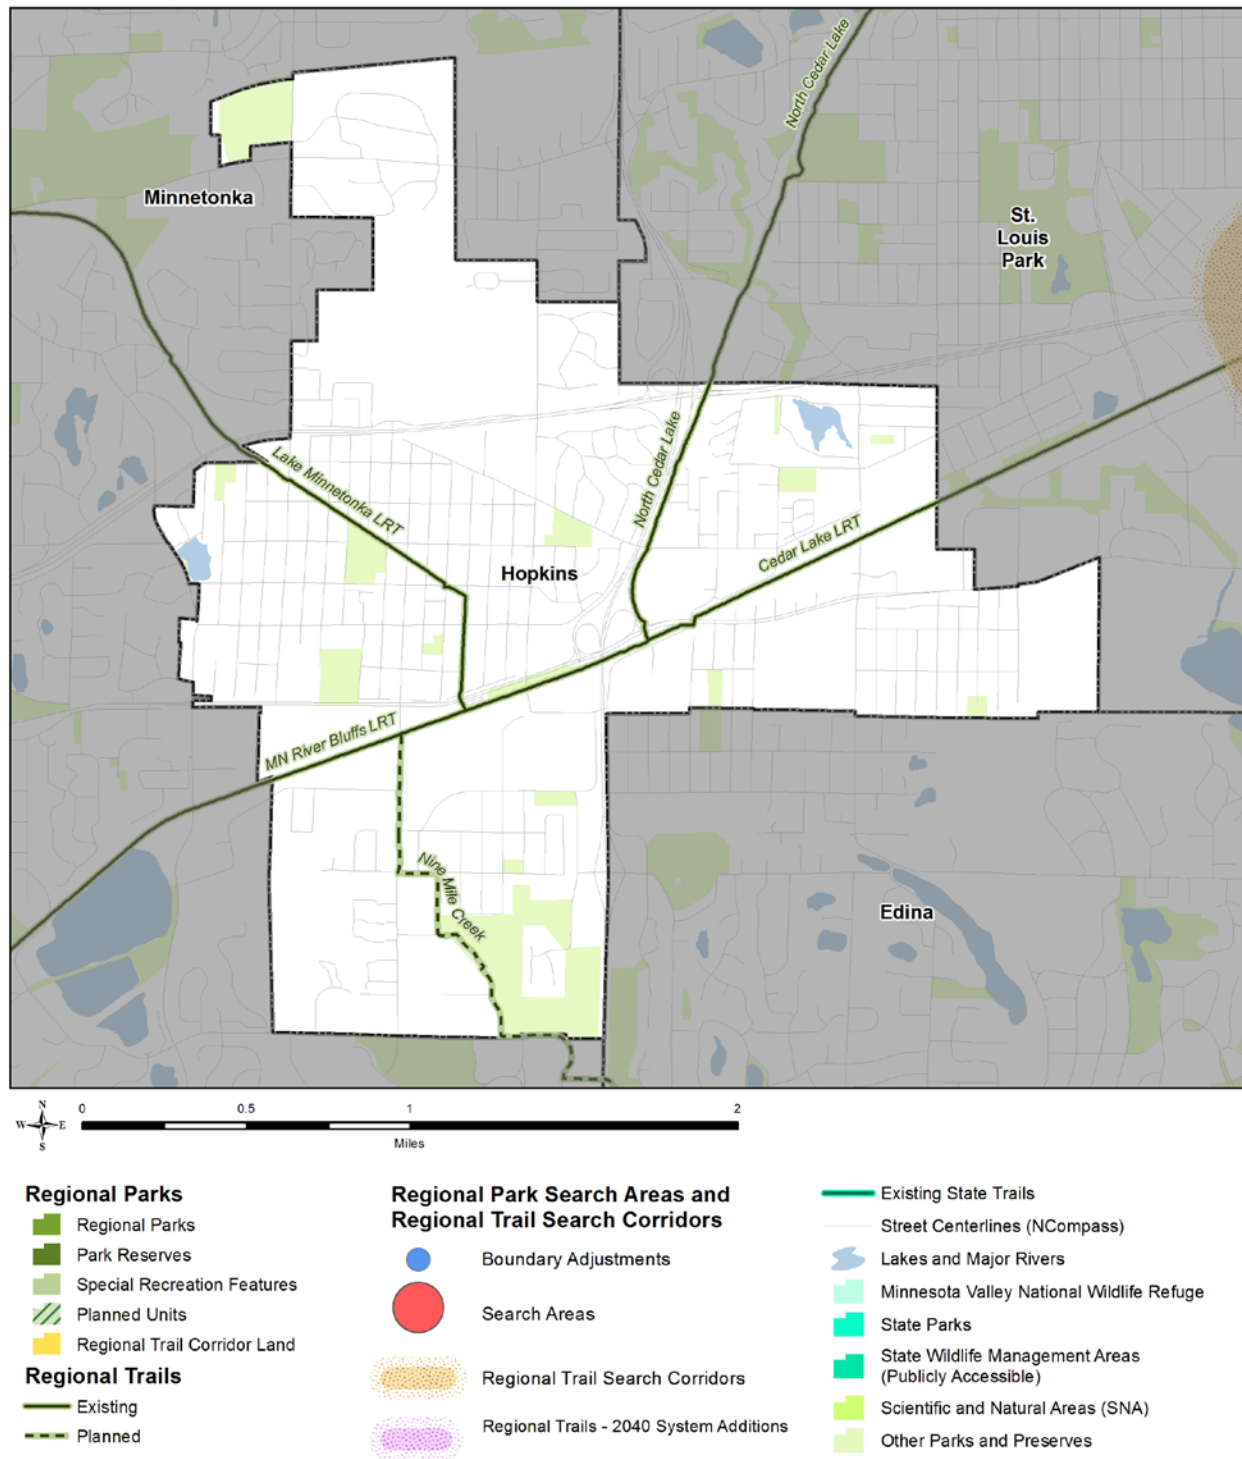 North Cedar Lake
Minnetonka
St.
Louis
Park
Lake Minnetonka LRT
North Cedar Lake
Cedar Lake LRT
Hopkins
MN River Bluffs LRT
Nine Mile Creek
Edina
N
W E
S
0 0.5 1 2
Miles
Regional Parks
Regional Parks
Park Reserves
Special Recreation Features
Planned Units
Regional Trail Corridor Land
Regional Trails
Existing
Planned
Regional Park Search Areas and
Regional Trail Search Corridors
Boundary Adjustments
Search Areas
Regional Trail Search Corridors
Regional Trails - 2040 System Additions
Existing State Trails
Street Centerlines (NCompass)
Lakes and Major Rivers
Minnesota Valley National Wildlife Refuge
State Parks
State Wildlife Management Areas
(Publicly Accessible)
Scientific and Natural Areas (SNA)
Other Parks and Preserves